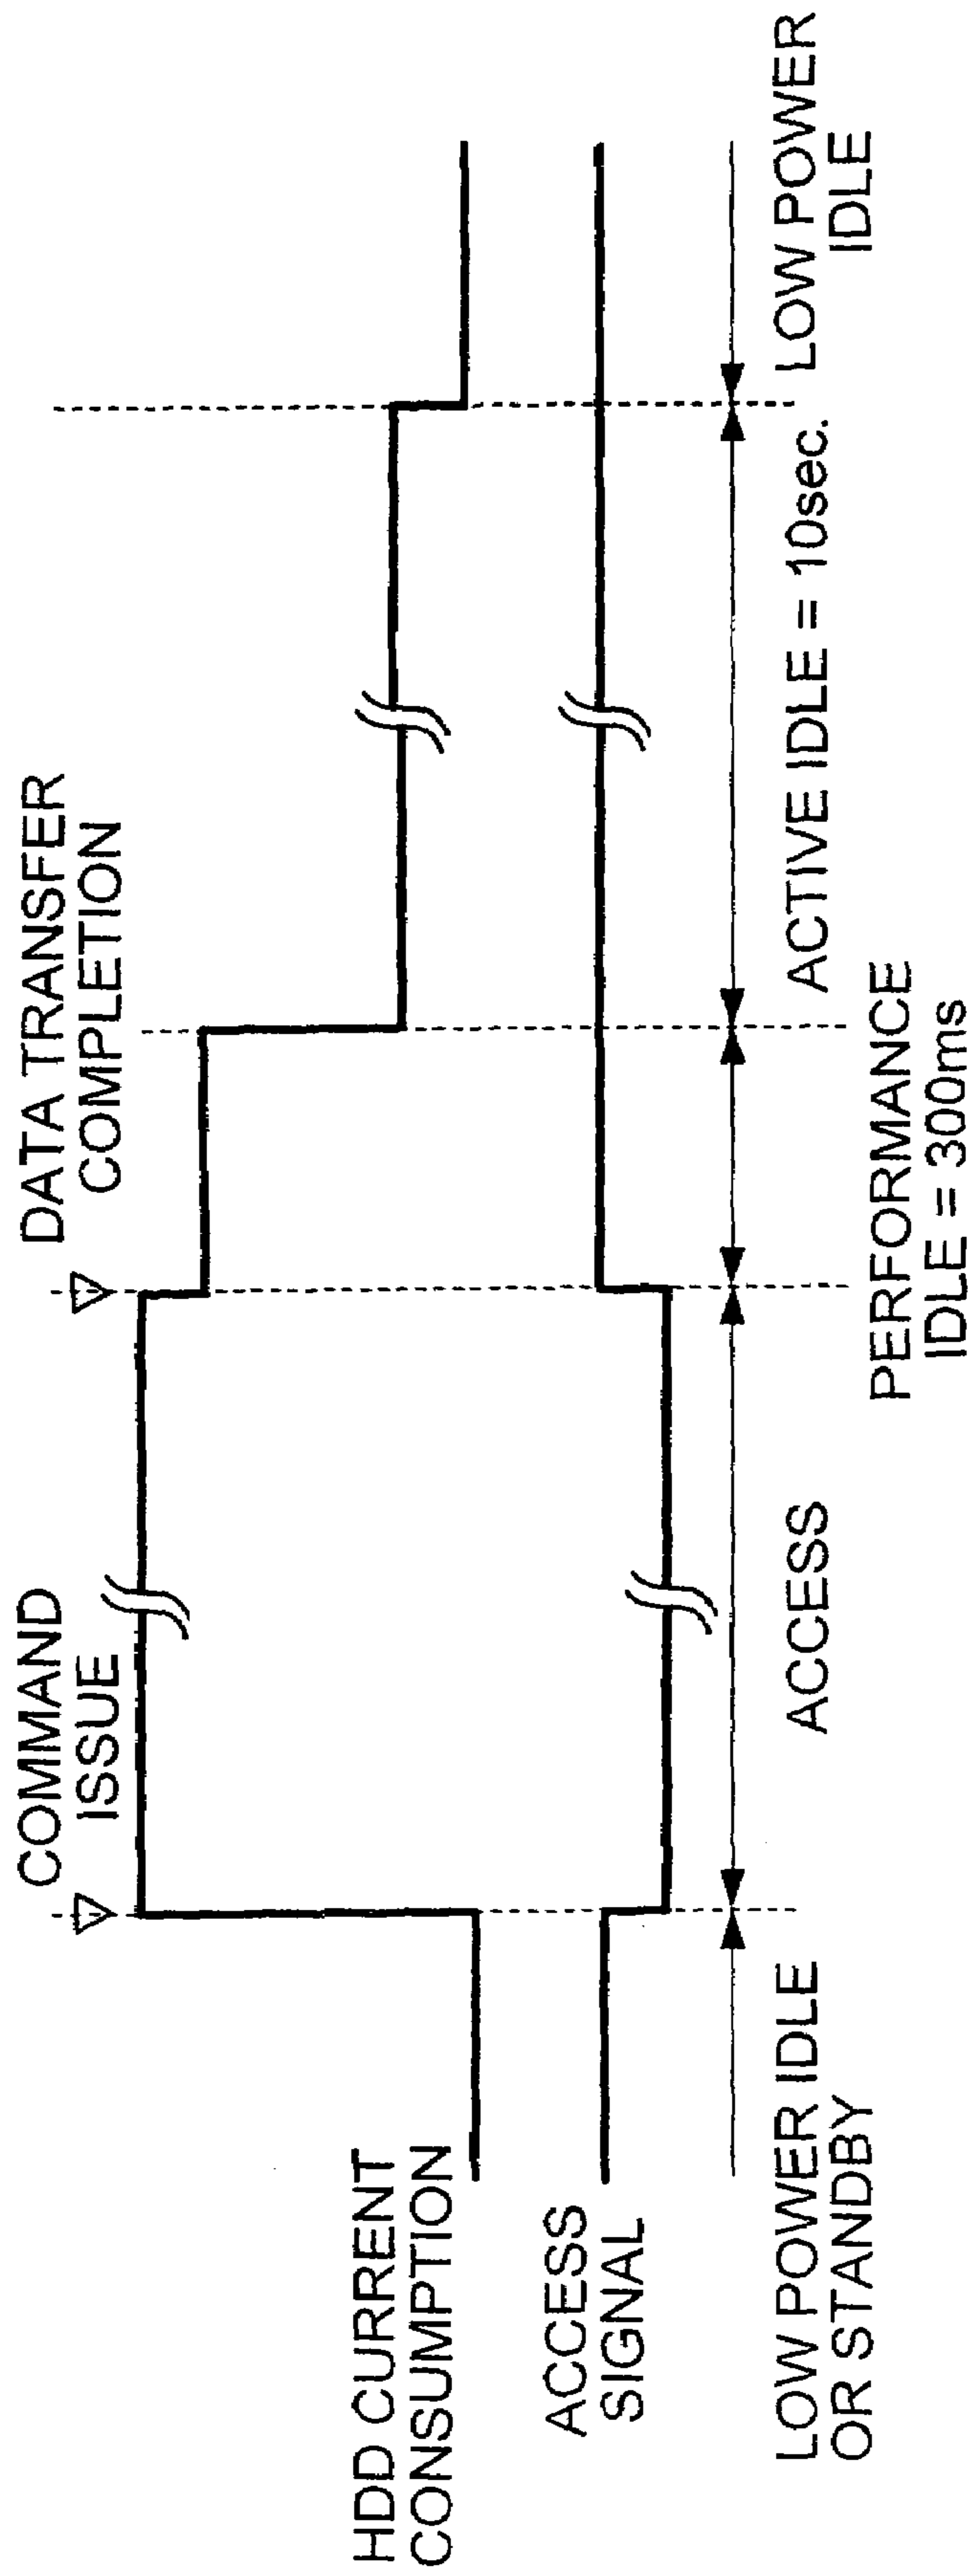 COMMAND
ISSUE
DATA TRANSFER
COMPLETION
HDD CURRENT
CONSUMPTION
ACCESS
SIGNAL
LOW POWER IDLE
OR STANDBY
ACCESS
PERFORMANCE
IDLE = 300ms
ACTIVE IDLE = 10sec.
LOW POWER
IDLE